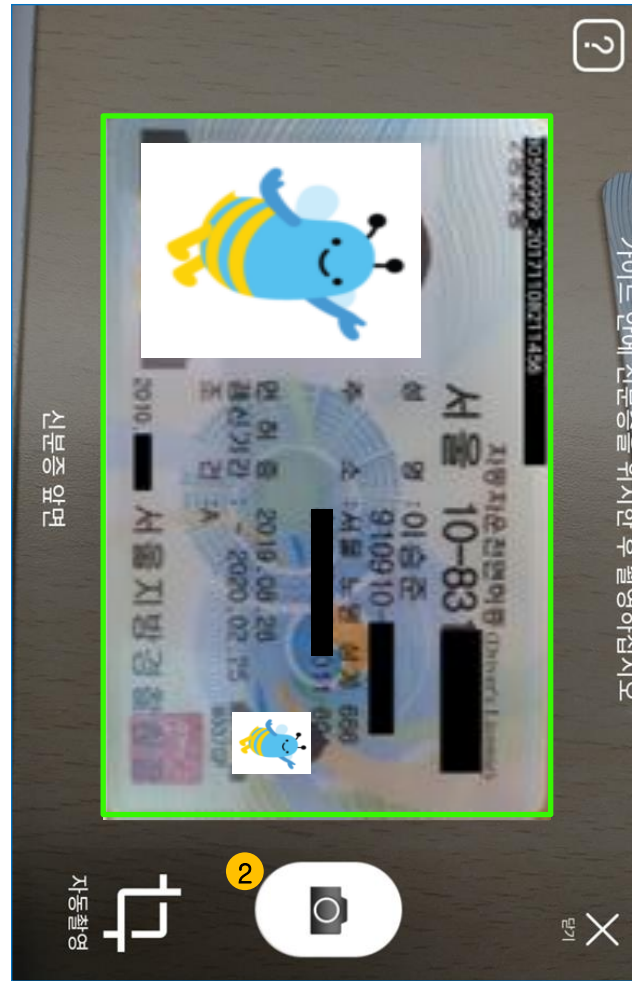 ?
가이드 안에 신분증을 위치한 후 촬영하십시오
닫기
자동차운전면허증 (Driver's License)
서울 10-83
성 명 : 이승준
910910-
주 소 : 서울 노원
면 허 증 2019.08.26.
갱신기간 : ~ 2020.02.25
조 건 : A
2010.
서울지방경찰청장
신분증 앞면
2
자동촬영